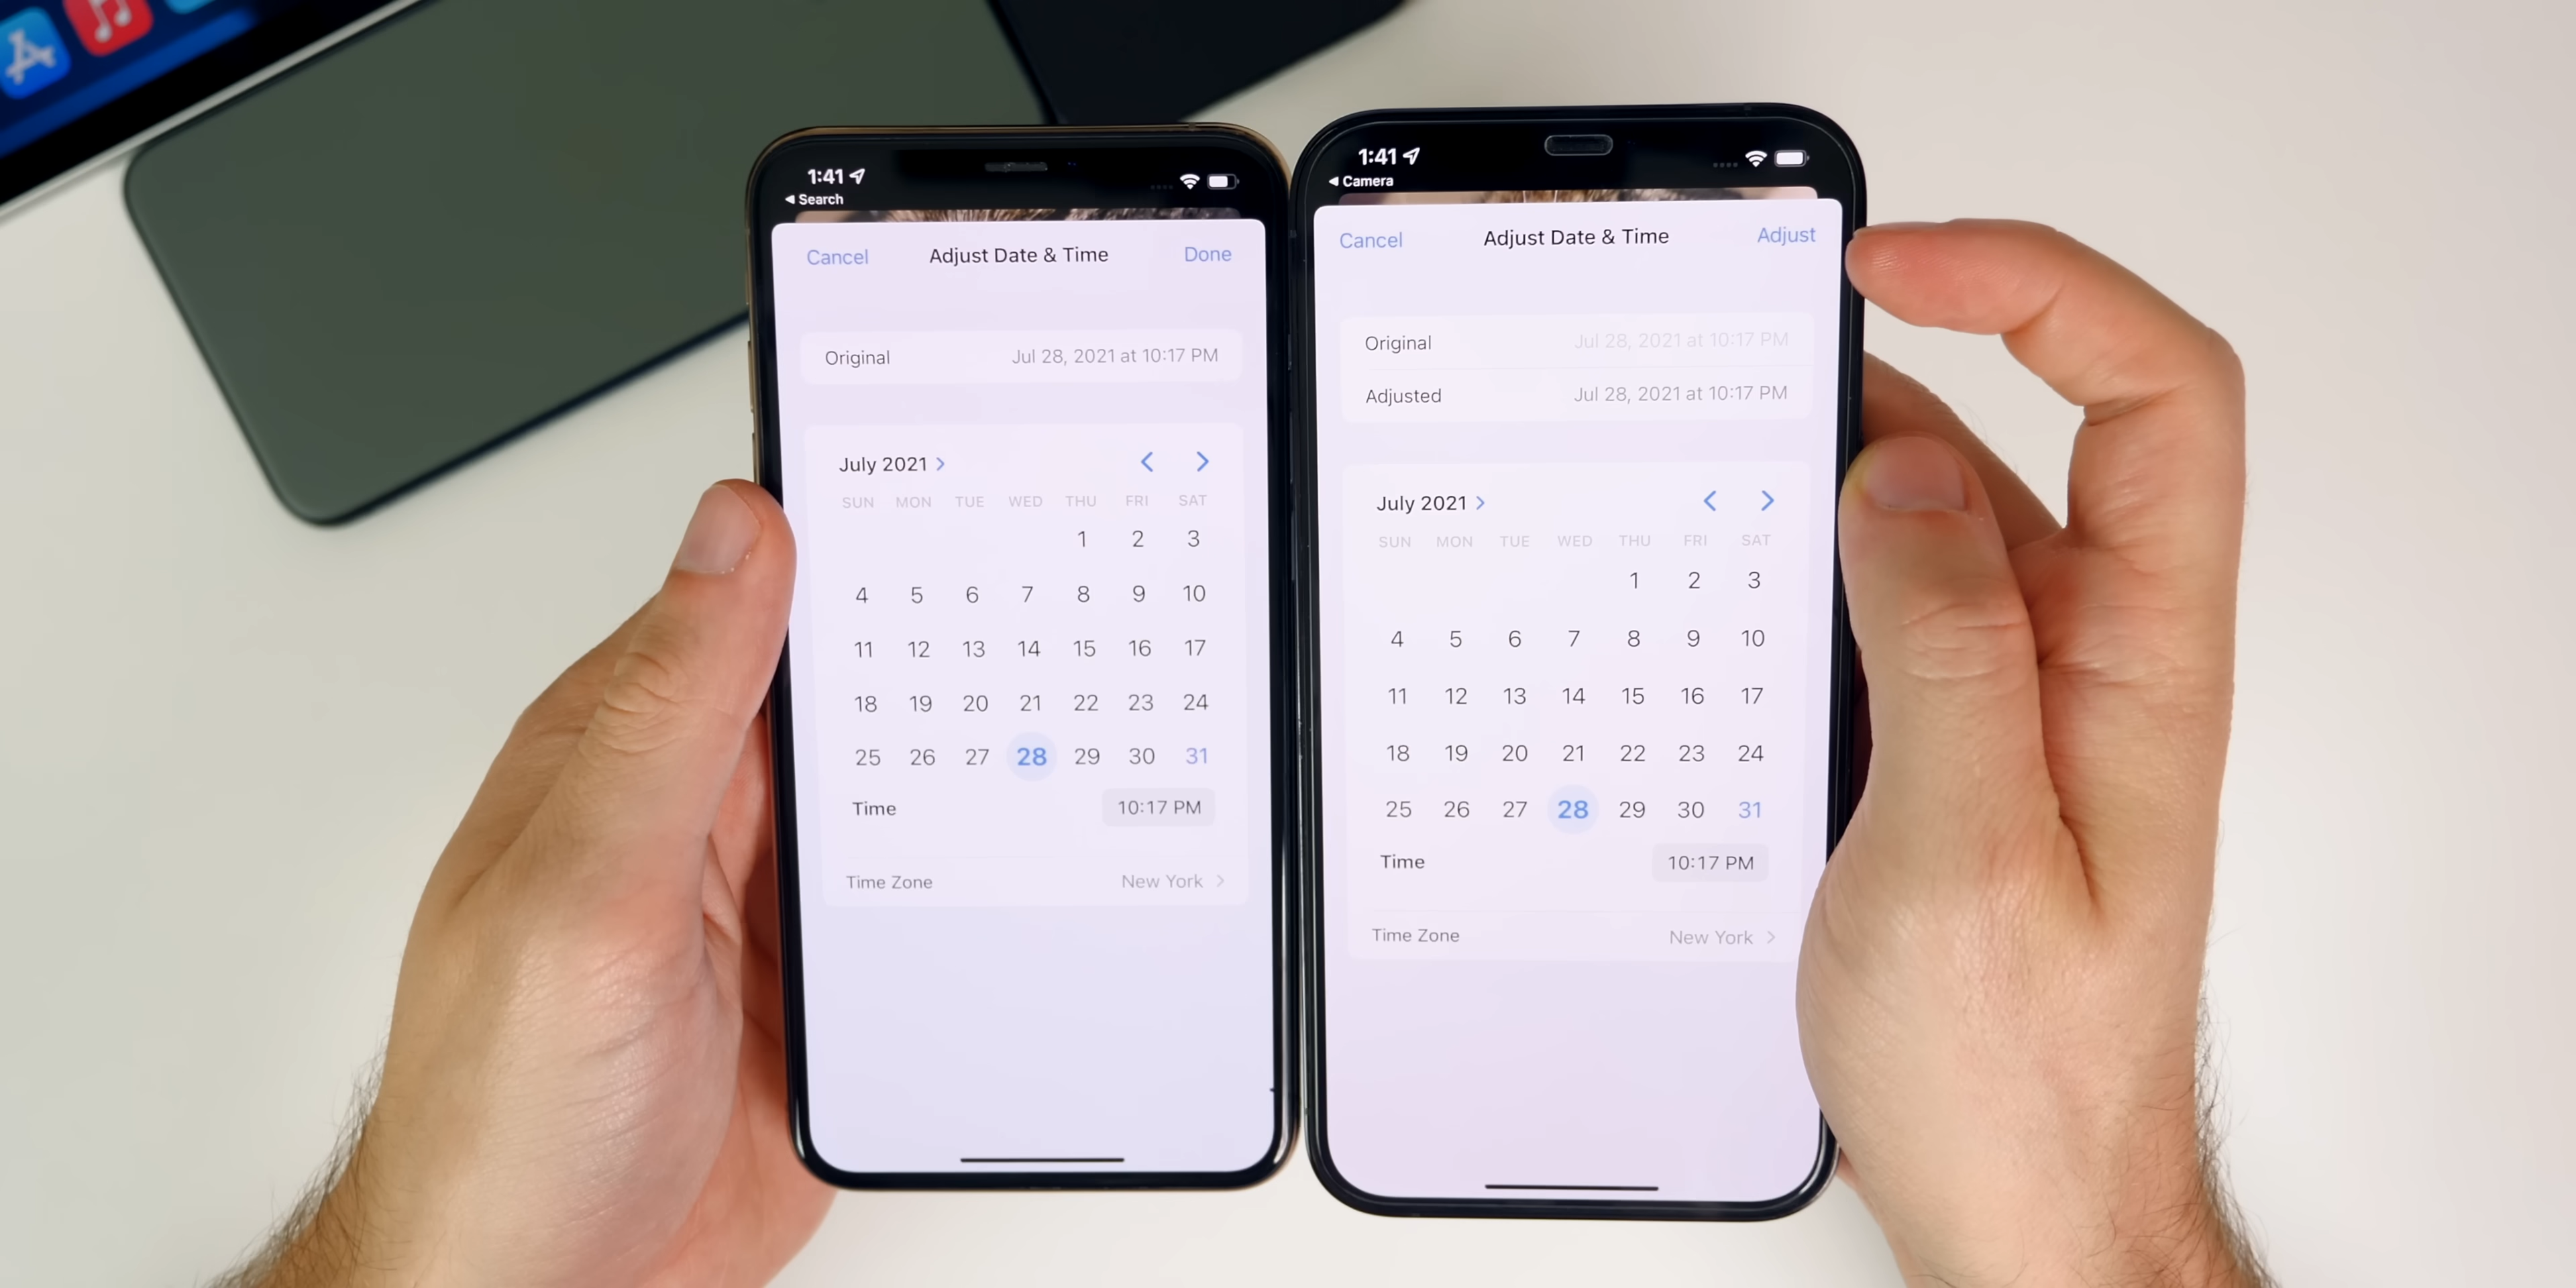 1:41
Search
Cancel Adjust Date & Time Done
Original Jul 28, 2021 at 10:17 PM
July 2021
SUN MON TUE WED THU FRI SAT
1 2 3
4 5 6 7 8 9 10
11 12 13 14 15 16 17
18 19 20 21 22 23 24
25 26 27 28 29 30 31
Time 10:17 PM
Time Zone New York
1:41
Camera
Cancel Adjust Date & Time Adjust
Original Jul 28, 2021 at 10:17 PM
Adjusted Jul 28, 2021 at 10:17 PM
July 2021
SUN MON TUE WED THU FRI SAT
1 2 3
4 5 6 7 8 9 10
11 12 13 14 15 16 17
18 19 20 21 22 23 24
25 26 27 28 29 30 31
Time 10:17 PM
Time Zone New York